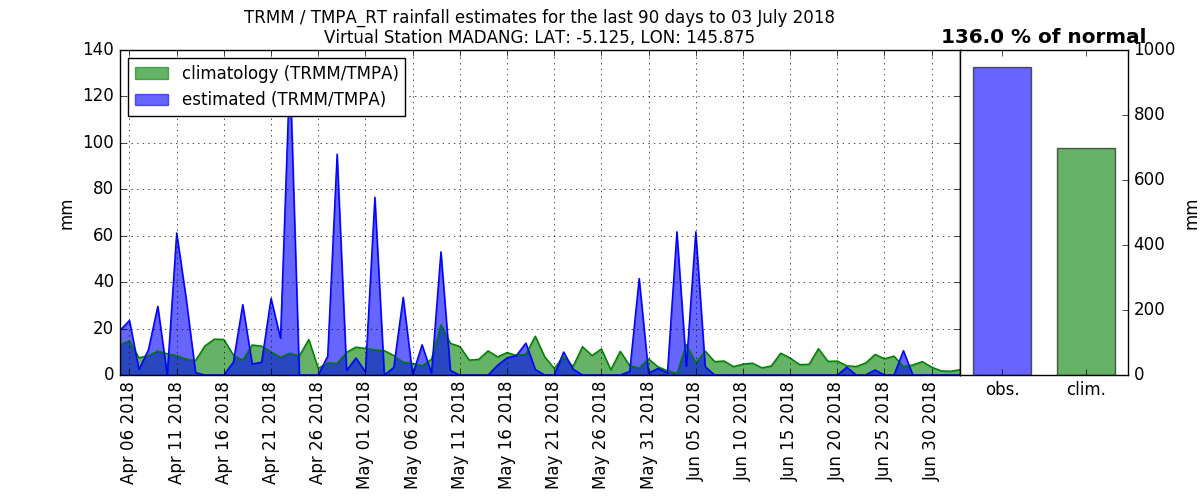 TRMM / TMPA_RT rainfall estimates for the last 90 days to 03 July 2018
Virtual Station MADANG: LAT: -5.125, LON: 145.875
136.0 % of normal
climatology (TRMM/TMPA)
estimated (TRMM/TMPA)
140
120
100
80
60
40
20
0
mm
Apr 06 2018
Apr 11 2018
Apr 16 2018
Apr 21 2018
Apr 26 2018
May 01 2018
May 06 2018
May 11 2018
May 16 2018
May 21 2018
May 26 2018
May 31 2018
Jun 05 2018
Jun 10 2018
Jun 15 2018
Jun 20 2018
Jun 25 2018
Jun 30 2018
1000
800
600
400
200
0
mm
obs.
clim.